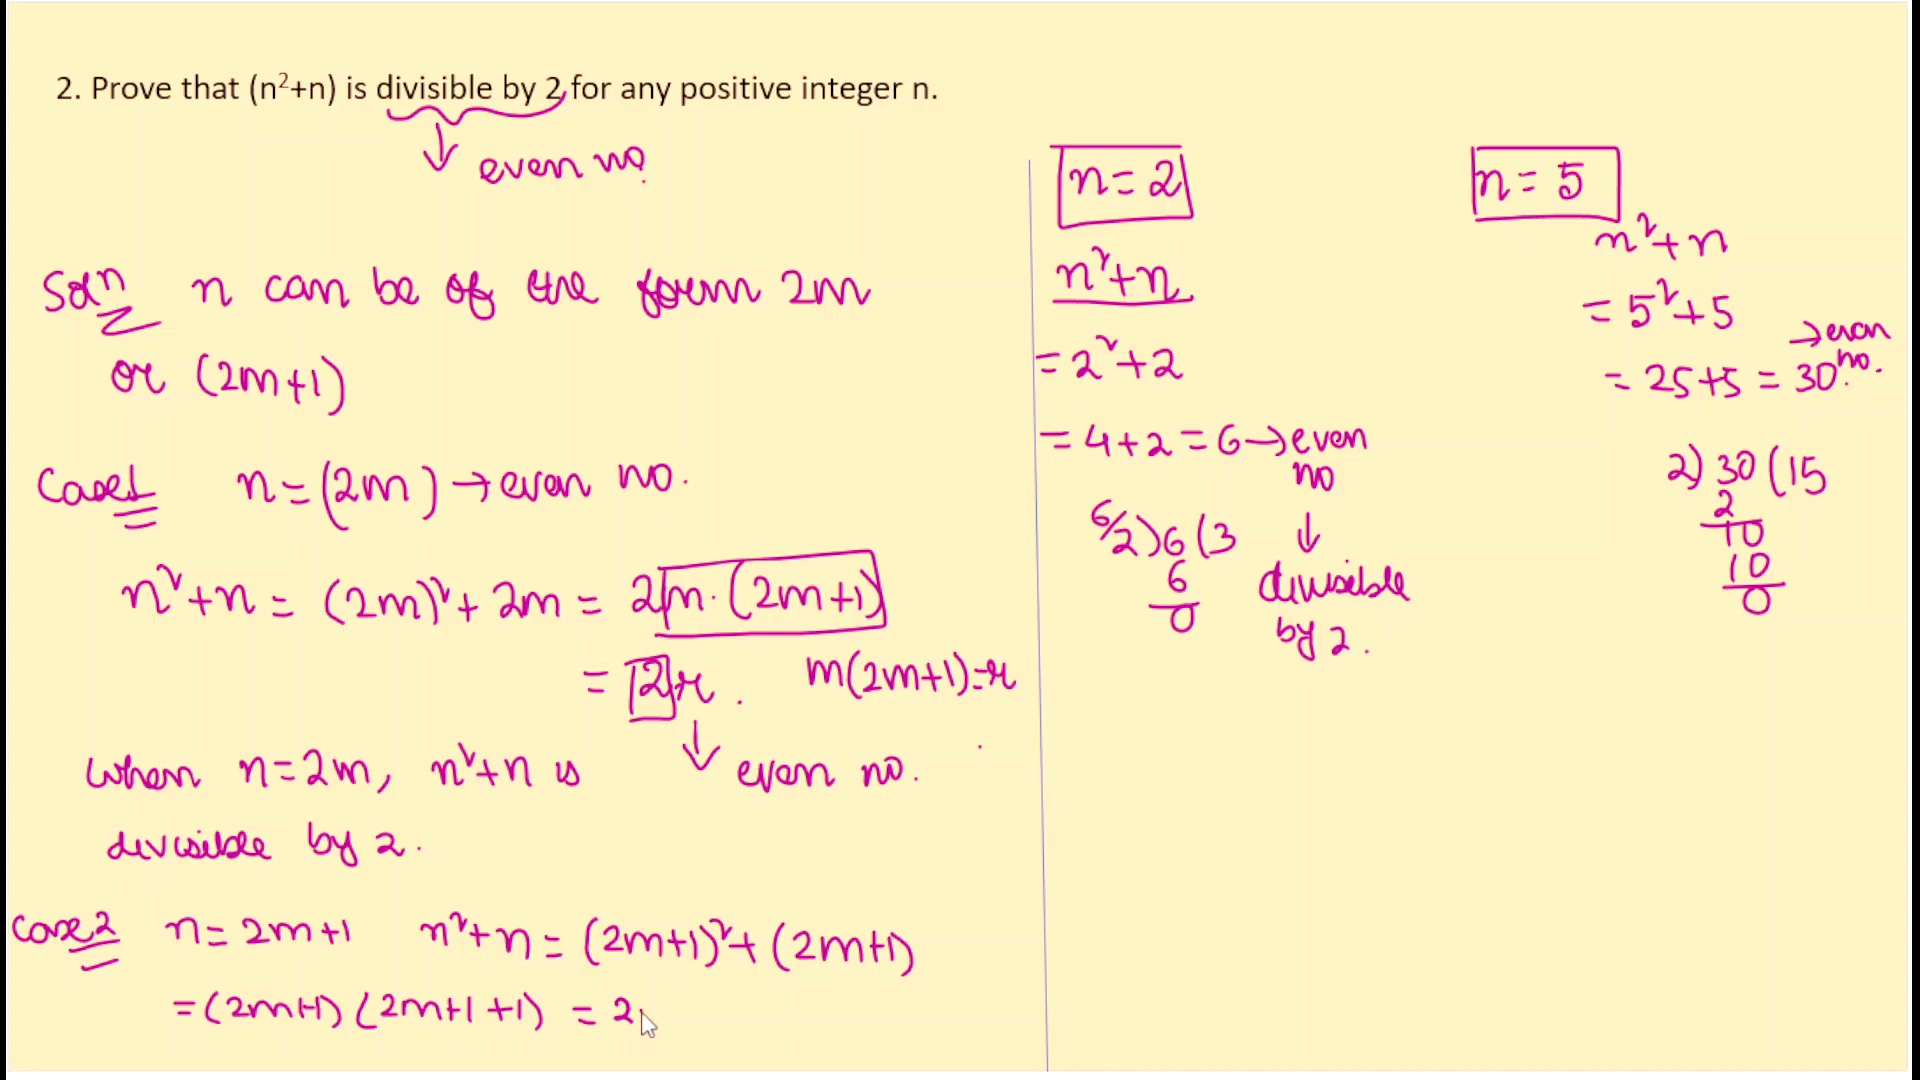 2. Prove that (n²+n) is divisible by 2 for any positive integer n.
↓ even no.
Soln n can be of the form 2m
or (2m+1)
Case1 n=(2m)→even no.
n²+n = (2m)²+2m = 2m·(2m+1)
= 2r. m(2m+1)=r
↓ even no.
When n=2m, n²+n is
divisible by 2.
Case2 n=2m+1 n²+n=(2m+1)²+(2m+1)
=(2m+1)(2m+1+1) = 2
n=2
n²+n
=2²+2
=4+2=6→even
no
↓
divisible
by 2.
6/2)6(3
6
0
n=5
n²+n
=5²+5
=25+5=30
→even
no.
2)30(15
2
10
10
0